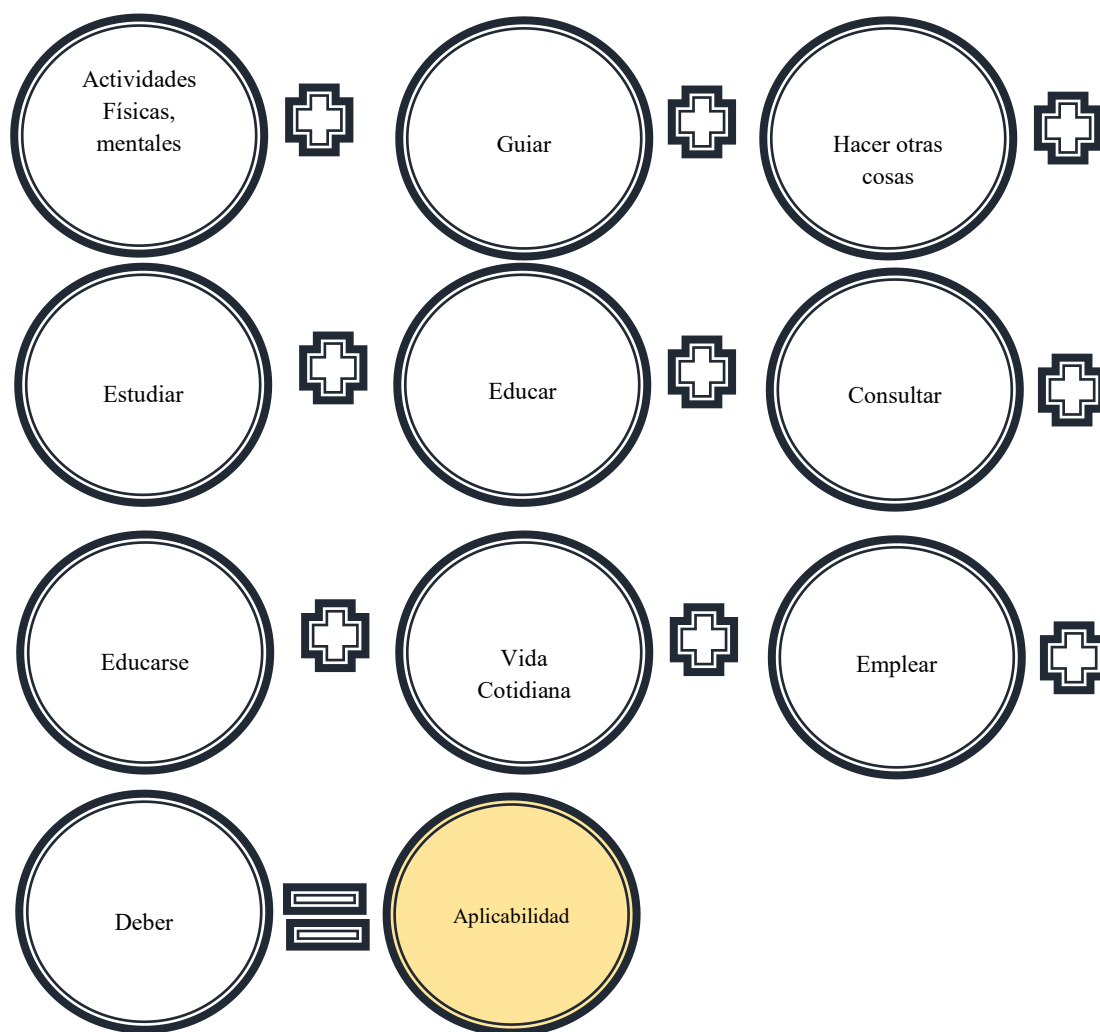 Actividades
Físicas,
mentales
Guiar
Hacer otras
cosas
Estudiar
Educar
Consultar
Educarse
Vida
Cotidiana
Emplear
Deber
Aplicabilidad